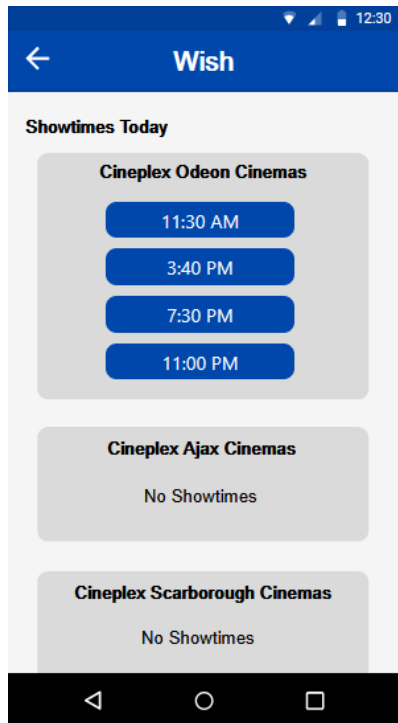 12:30
Wish
Showtimes Today
Cineplex Odeon Cinemas
11:30 AM
3:40 PM
7:30 PM
11:00 PM
Cineplex Ajax Cinemas
No Showtimes
Cineplex Scarborough Cinemas
No Showtimes